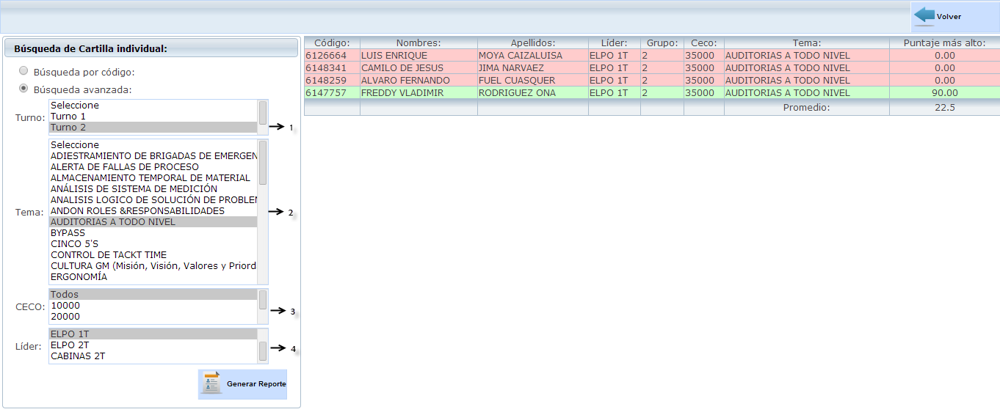 Volver
Búsqueda de Cartilla individual:
Búsqueda por código:
Búsqueda avanzada:
Turno:
Seleccione
Turno 1
Turno 2
1
Tema:
Seleccione
ADIESTRAMIENTO DE BRIGADAS DE EMERGEN
ALERTA DE FALLAS DE PROCESO
ALMACENAMIENTO TEMPORAL DE MATERIAL
ANÁLISIS DE SISTEMA DE MEDICIÓN
ANALISIS LOGICO DE SOLUCIÓN DE PROBLEM
ANDON ROLES &RESPONSABILIDADES
AUDITORIAS A TODO NIVEL
BYPASS
CINCO 5'S
CONTROL DE TACKT TIME
CULTURA GM (Misión, Visión, Valores y Priord
ERGONOMÍA
2
CECO:
Todos
10000
20000
3
Líder:
ELPO 1T
ELPO 2T
CABINAS 2T
4
Generar Reporte
Código: Nombres: Apellidos: Líder: Grupo: Ceco: Tema: Puntaje más alto:
6126664 LUIS ENRIQUE MOYA CAIZALUISA ELPO 1T 2 35000 AUDITORIAS A TODO NIVEL 0.00
6148341 CAMILO DE JESUS JIMA NARVAEZ ELPO 1T 2 35000 AUDITORIAS A TODO NIVEL 0.00
6148259 ALVARO FERNANDO FUEL CUASQUER ELPO 1T 2 35000 AUDITORIAS A TODO NIVEL 0.00
6147757 FREDDY VLADIMIR RODRIGUEZ ONA ELPO 1T 2 35000 AUDITORIAS A TODO NIVEL 90.00
Promedio: 22.5